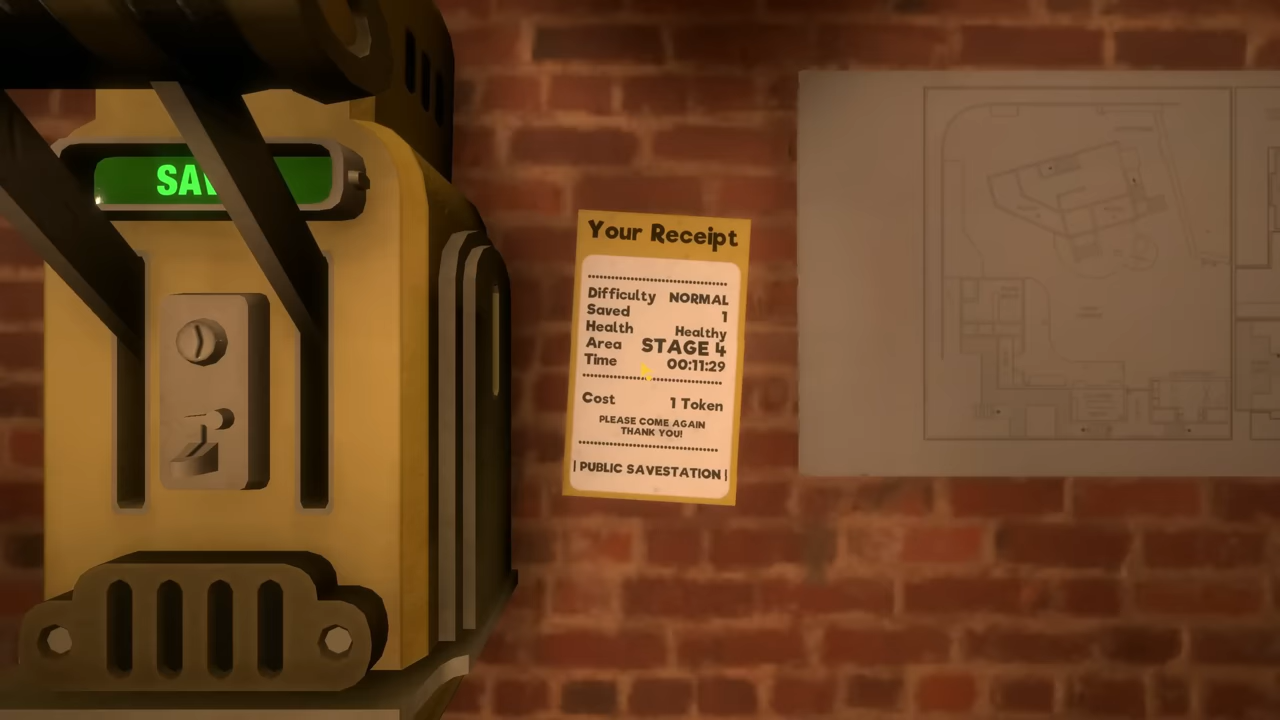 Your Receipt
Difficulty NORMAL
Saved 1
Health Healthy
Area STAGE 4
Time 00:11:29
Cost 1 Token
PLEASE COME AGAIN
THANK YOU!
| PUBLIC SAVESTATION |